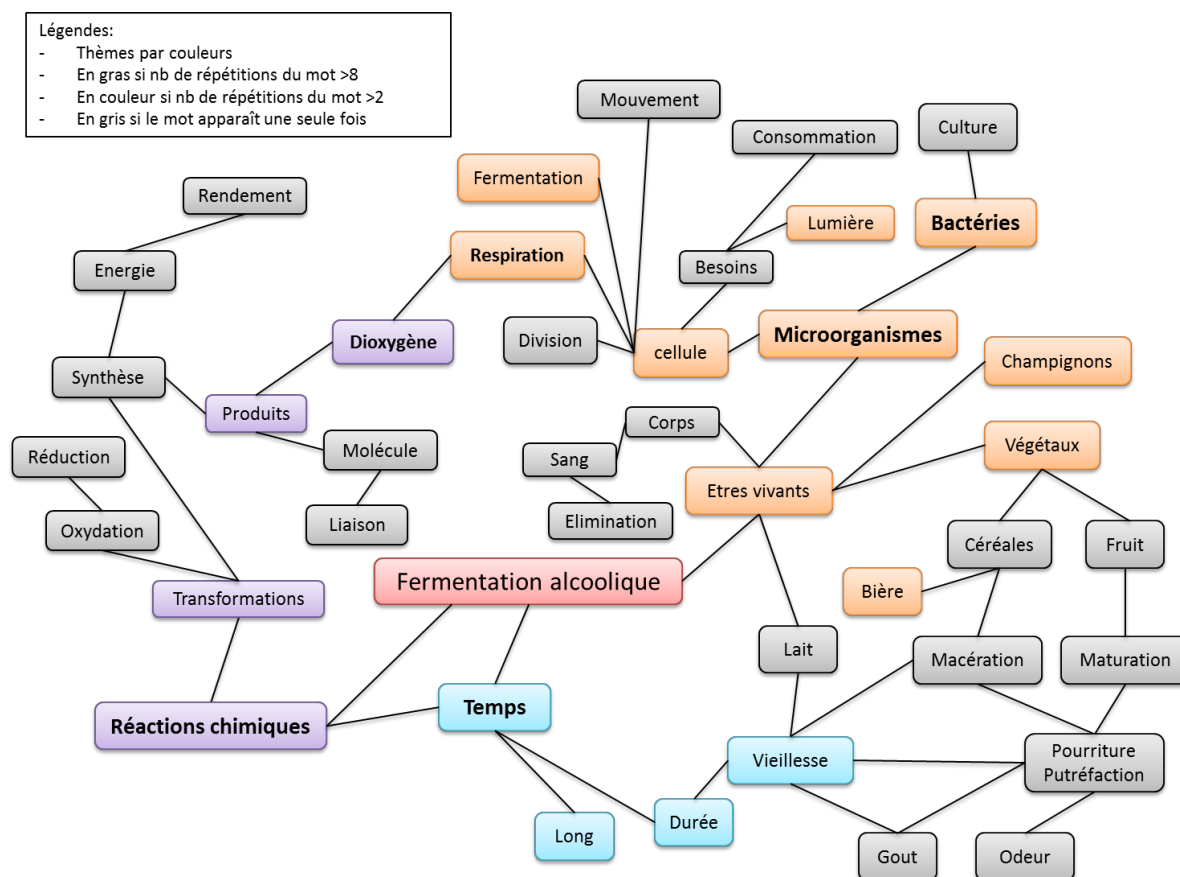 Légendes:
- Thèmes par couleurs
- En gras si nb de répétitions du mot >8
- En couleur si nb de répétitions du mot >2
- En gris si le mot apparaît une seule fois
Mouvement
Consommation
Culture
Fermentation
Rendement
Lumière
Bactéries
Respiration
Energie
Besoins
Dioxygène
Division
cellule
Microorganismes
Champignons
Synthèse
Produits
Corps
Molécule
Végétaux
Réduction
Sang
Etres vivants
Liaison
Elimination
Oxydation
Céréales
Fruit
Fermentation alcoolique
Bière
Transformations
Lait
Macération
Maturation
Temps
Réactions chimiques
Vieillesse
Pourriture
Putréfaction
Long
Durée
Gout
Odeur